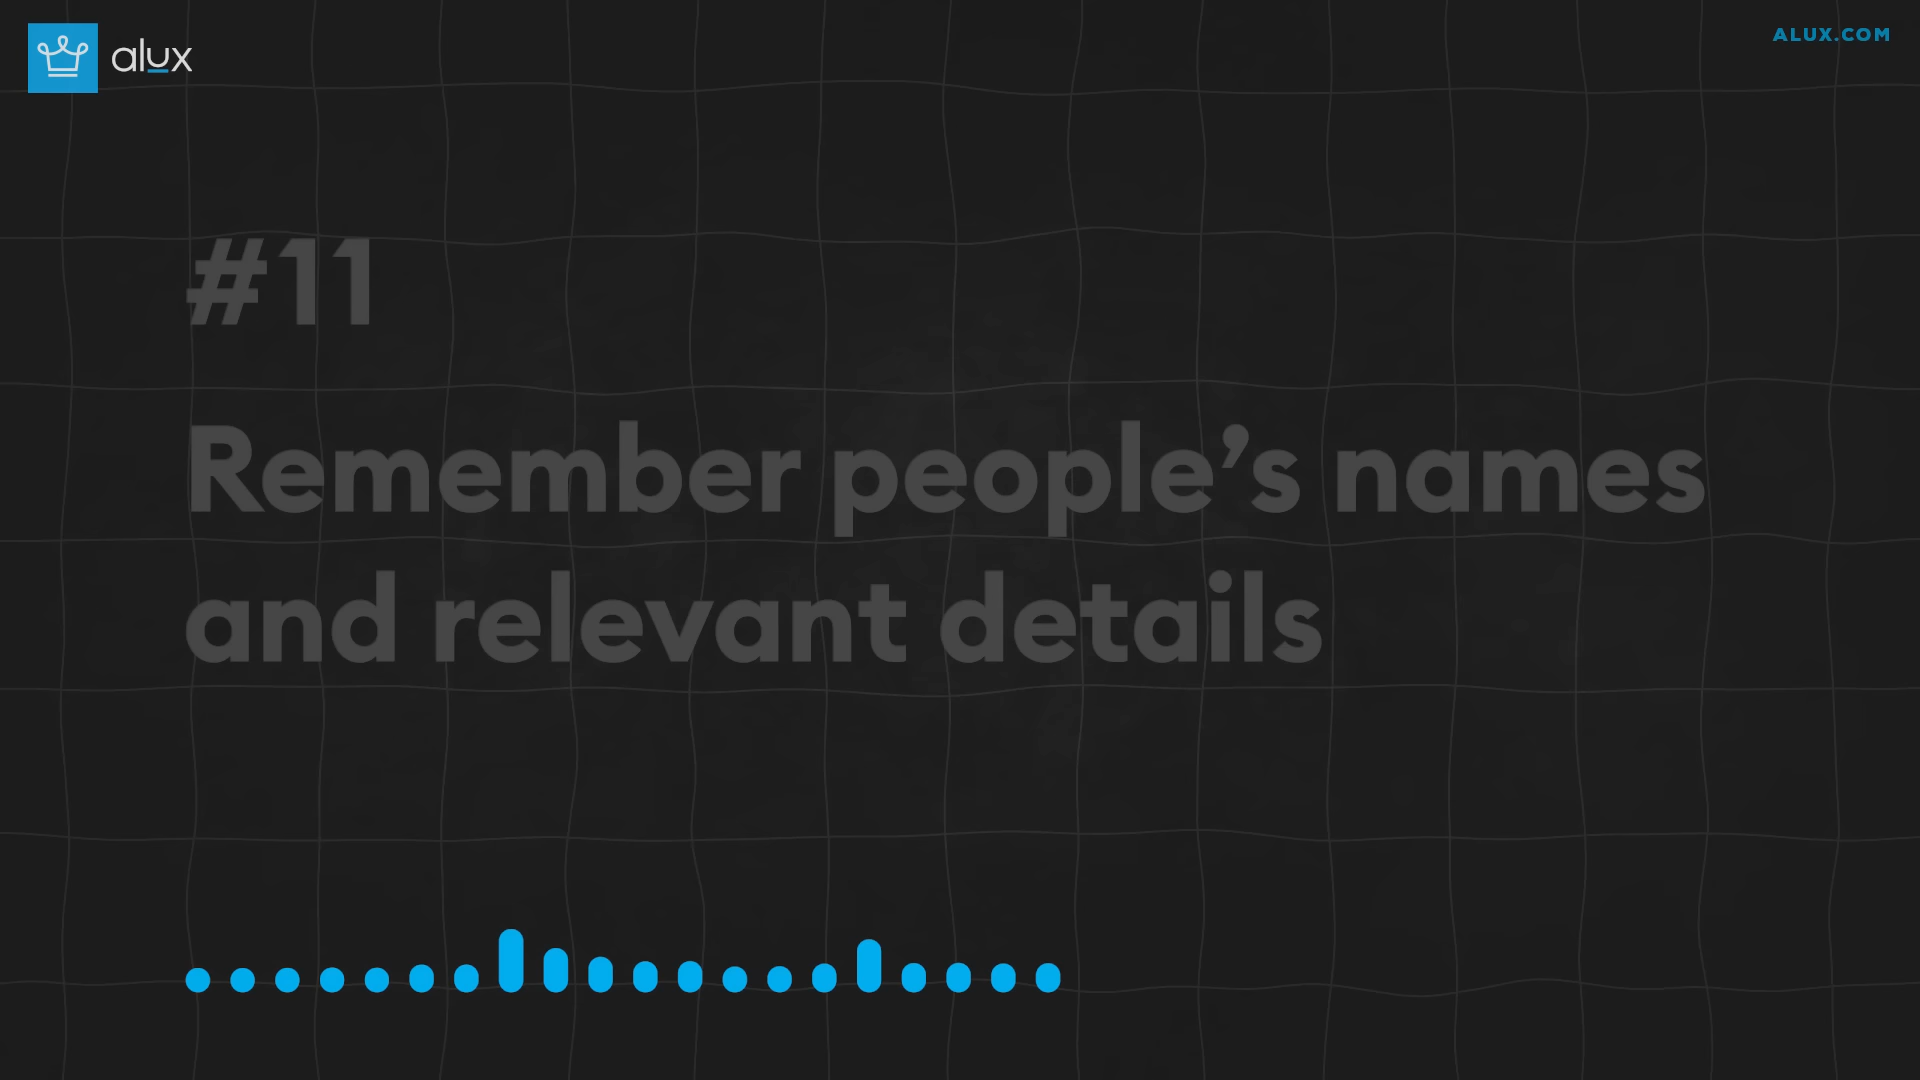 alux
ALUX.COM
#11
Remember people’s names
and relevant details